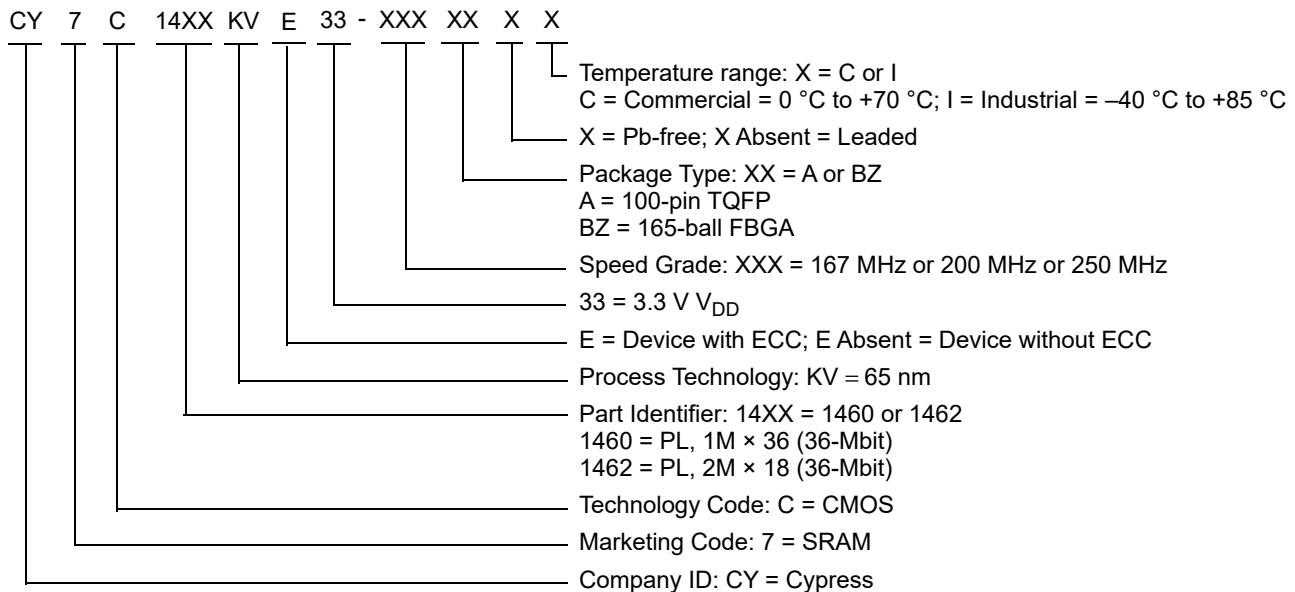 CY 7 C 14XX KV E 33 - XXX XX X X
Temperature range: X = C or I
C = Commercial = 0 °C to +70 °C; I = Industrial = –40 °C to +85 °C
X = Pb-free; X Absent = Leaded
Package Type: XX = A or BZ
A = 100-pin TQFP
BZ = 165-ball FBGA
Speed Grade: XXX = 167 MHz or 200 MHz or 250 MHz
33 = 3.3 V VDD
E = Device with ECC; E Absent = Device without ECC
Process Technology: KV = 65 nm
Part Identifier: 14XX = 1460 or 1462
1460 = PL, 1M × 36 (36-Mbit)
1462 = PL, 2M × 18 (36-Mbit)
Technology Code: C = CMOS
Marketing Code: 7 = SRAM
Company ID: CY = Cypress